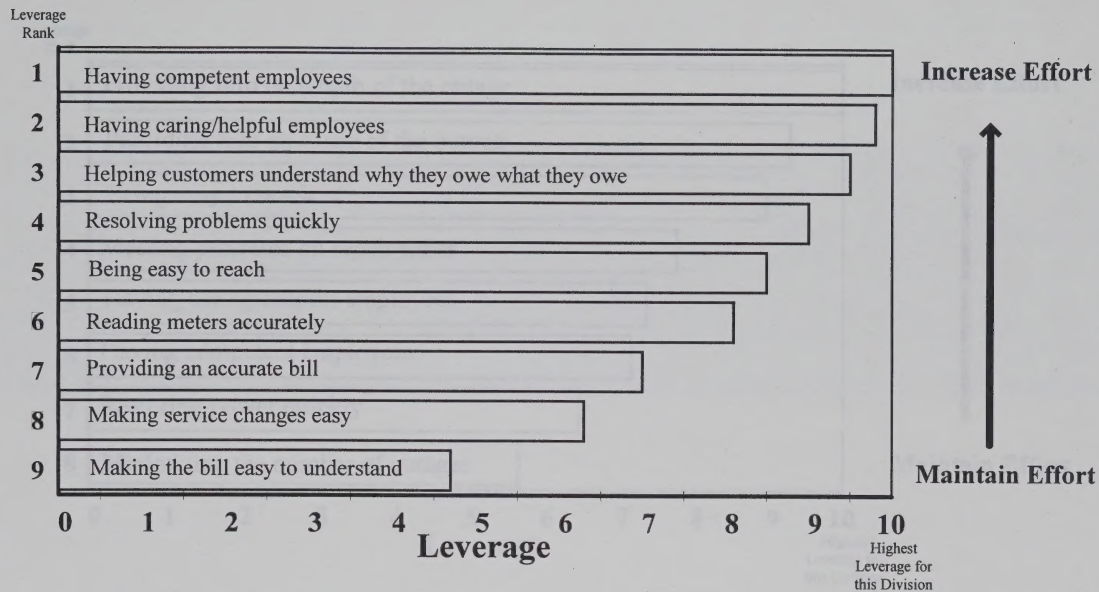 Leverage
Rank
1 Having competent employees
2 Having caring/helpful employees
3 Helping customers understand why they owe what they owe
4 Resolving problems quickly
5 Being easy to reach
6 Reading meters accurately
7 Providing an accurate bill
8 Making service changes easy
9 Making the bill easy to understand
Increase Effort
Maintain Effort
0 1 2 3 4 5 6 7 8 9 10
Leverage
Highest
Leverage for
this Division